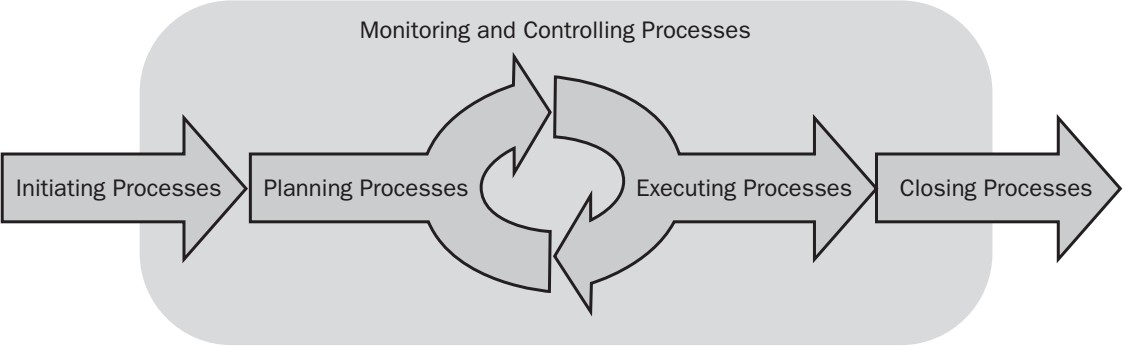 Monitoring and Controlling Processes
Initiating Processes
Planning Processes
Executing Processes
Closing Processes